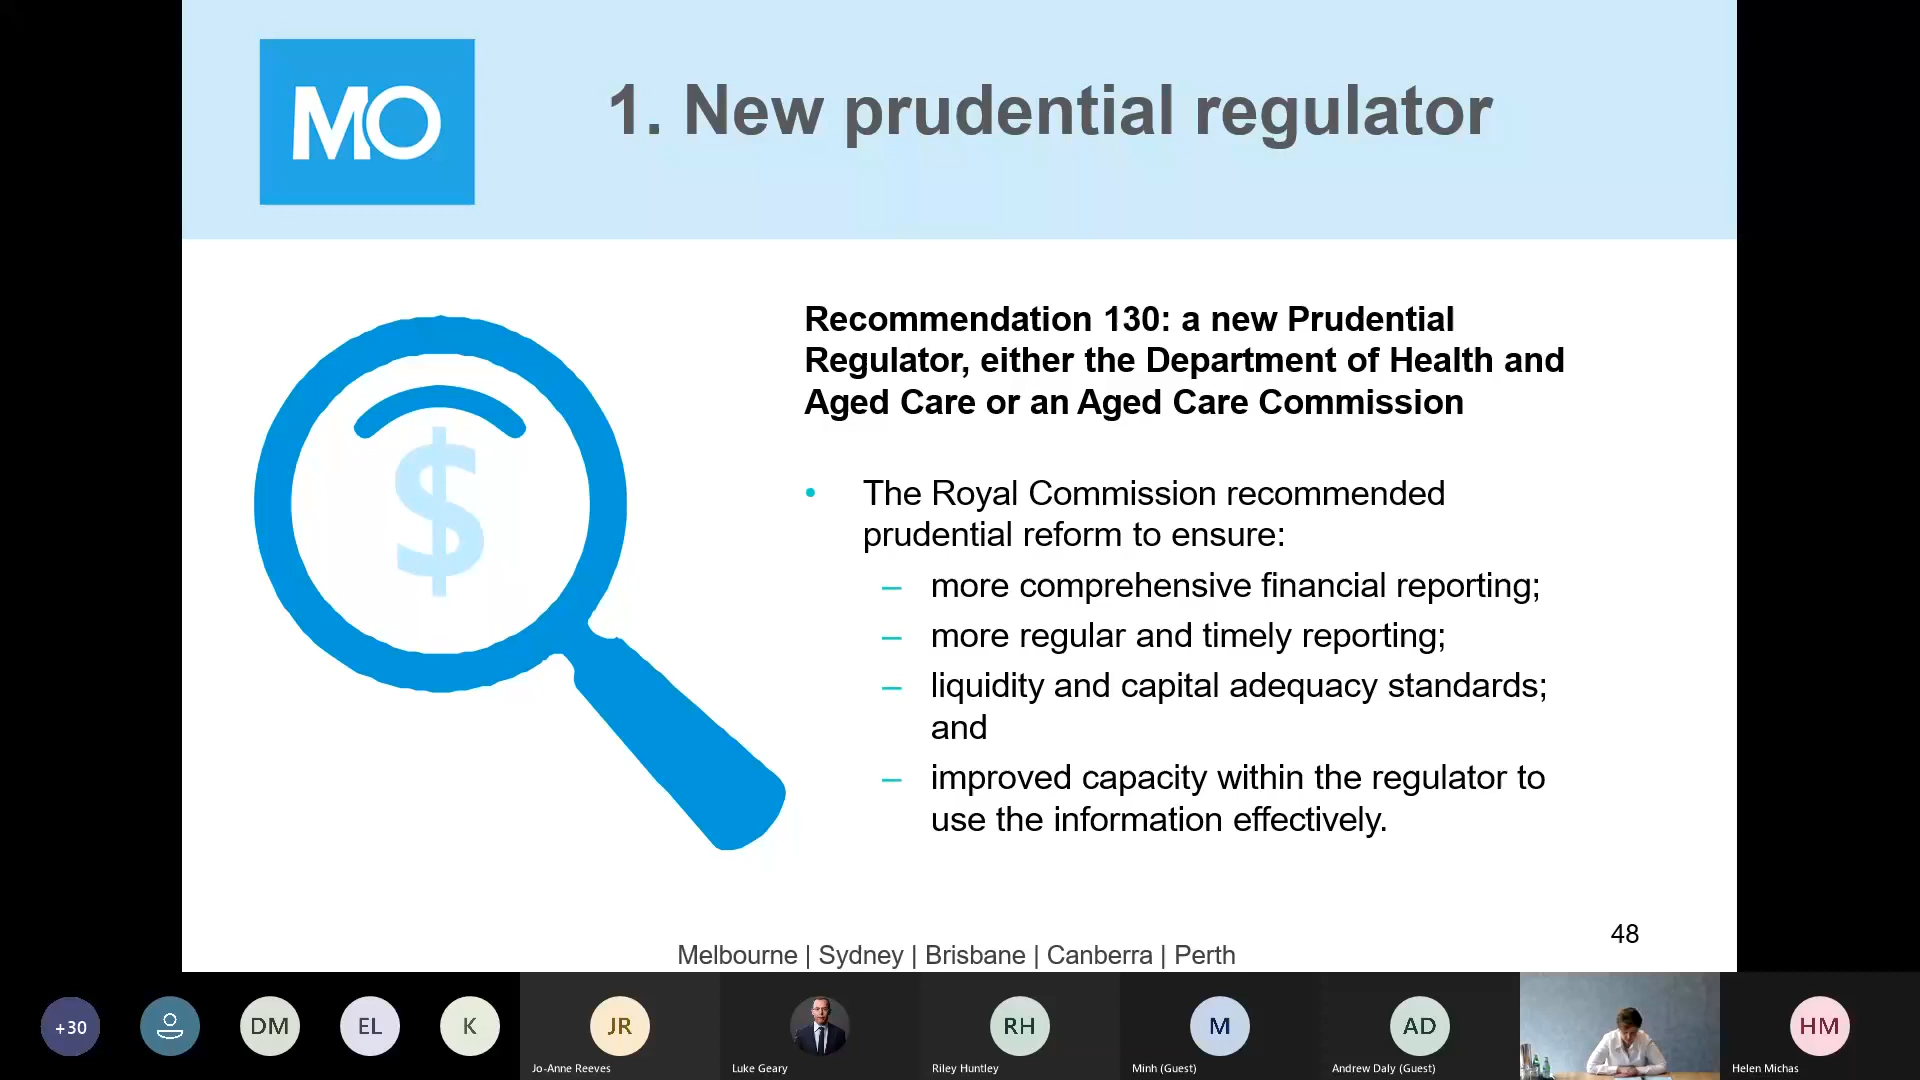 MO
1. New prudential regulator
$
Recommendation 130: a new Prudential
Regulator, either the Department of Health and
Aged Care or an Aged Care Commission
• The Royal Commission recommended
prudential reform to ensure:
– more comprehensive financial reporting;
– more regular and timely reporting;
– liquidity and capital adequacy standards;
and
– improved capacity within the regulator to
use the information effectively.
48
Melbourne | Sydney | Brisbane | Canberra | Perth
+30
DM
EL
K
JR
RH
M
AD
HM
Jo-Anne Reeves
Luke Geary
Riley Huntley
Minh (Guest)
Andrew Daly (Guest)
Helen Michas